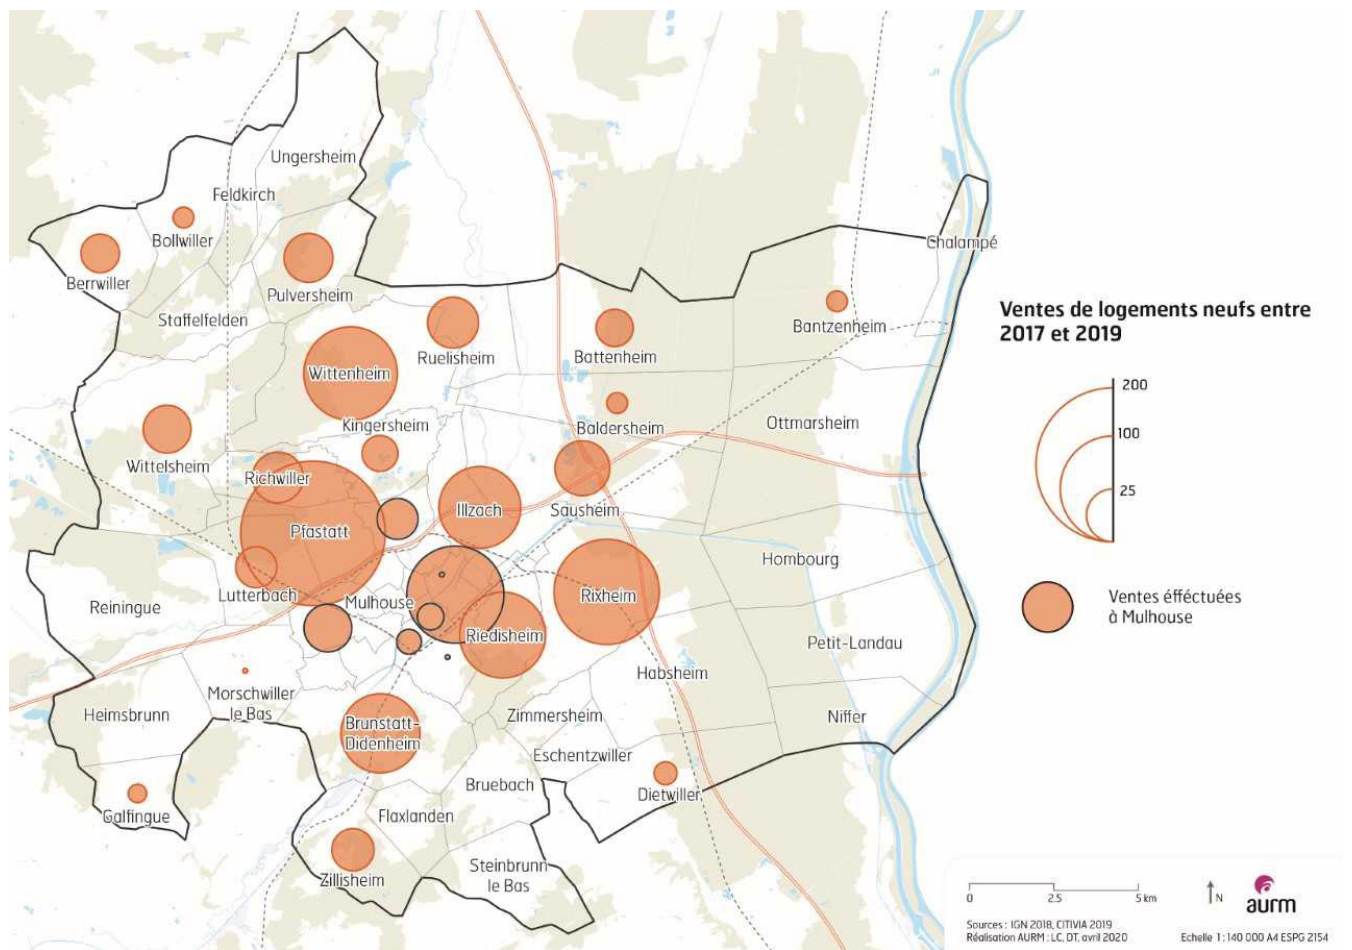 Ungersheim
Feldkirch
Bollwiller
Berrwiller
Pulversheim
Staffelfelden
Chalampé
Bantzenheim
Ruelisheim
Battenheim
Wittenheim
Kingersheim
Baldersheim
Ottmarsheim
Wittelsheim
Richwiller
Illzach
Sausheim
Pfastatt
Hombourg
Lutterbach
Reiningue
Mulhouse
Rixheim
Riedisheim
Petit-Landau
Habsheim
Morschwiller
le Bas
Heimsbrunn
Brunstatt-
Didenheim
Zimmersheim
Niffer
Eschentzwiller
Bruebach
Dietwiller
Galfingue
Flaxlanden
Zillisheim
Steinbrunn
le Bas
Ventes de logements neufs entre
2017 et 2019
200
100
25
Ventes éfféctuées
à Mulhouse
0
2.5
5 km
N
aurm
Sources : IGN 2018, CITIVIA 2019
Réalisation AURM : LC, DT, avril 2020
Echelle 1 : 140 000 A4 ESPG 2154